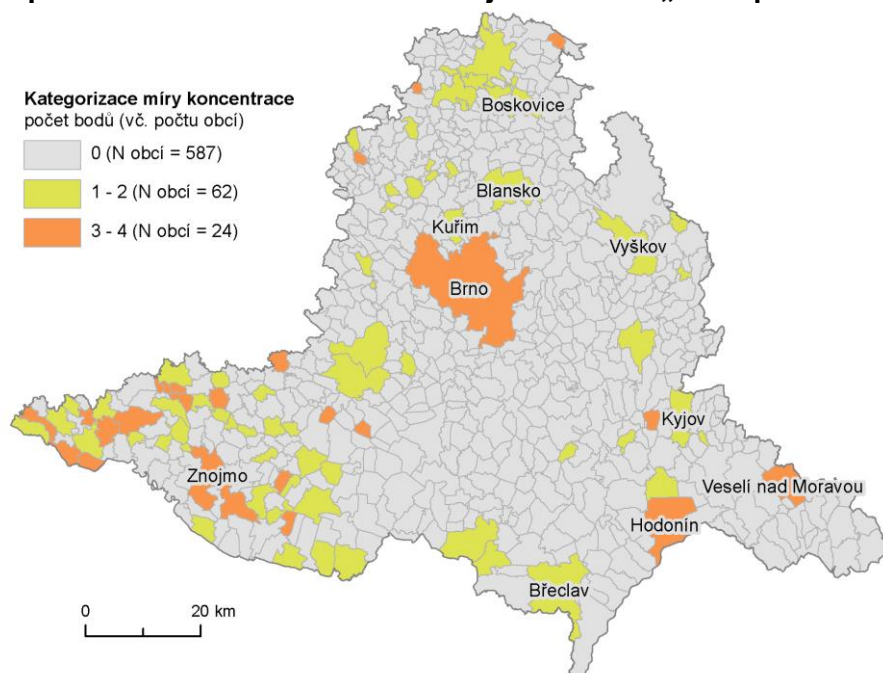 Kategorizace míry koncentrace
počet bodů (vč. počtu obcí)
0 (N obcí = 587)
1 - 2 (N obcí = 62)
3 - 4 (N obcí = 24)
Boskovice
Blansko
Kuřim
Vyškov
Brno
Kyjov
Znojmo
Veselí nad Moravou
Hodonín
Břeclav
0 20 km